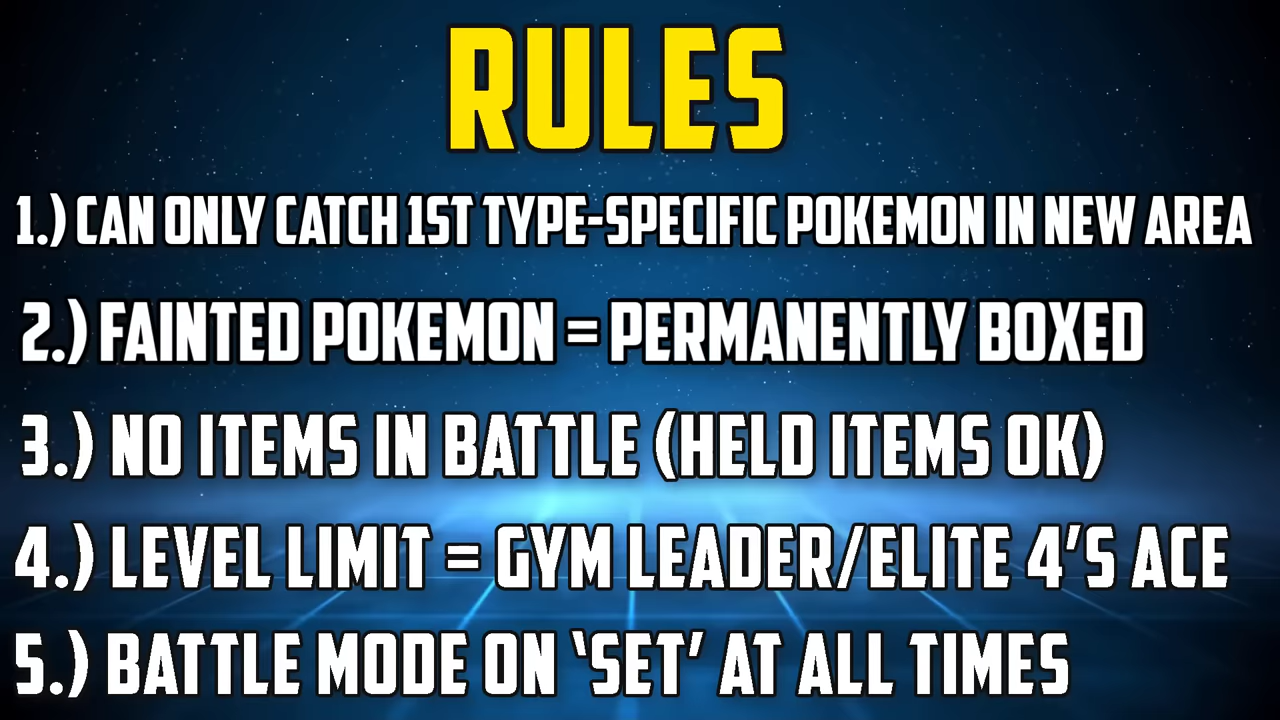 RULES
1.) CAN ONLY CATCH 1ST TYPE-SPECIFIC POKEMON IN NEW AREA
2.) FAINTED POKEMON = PERMANENTLY BOXED
3.) NO ITEMS IN BATTLE (HELD ITEMS OK)
4.) LEVEL LIMIT = GYM LEADER/ELITE 4'S ACE
5.) BATTLE MODE ON 'SET' AT ALL TIMES